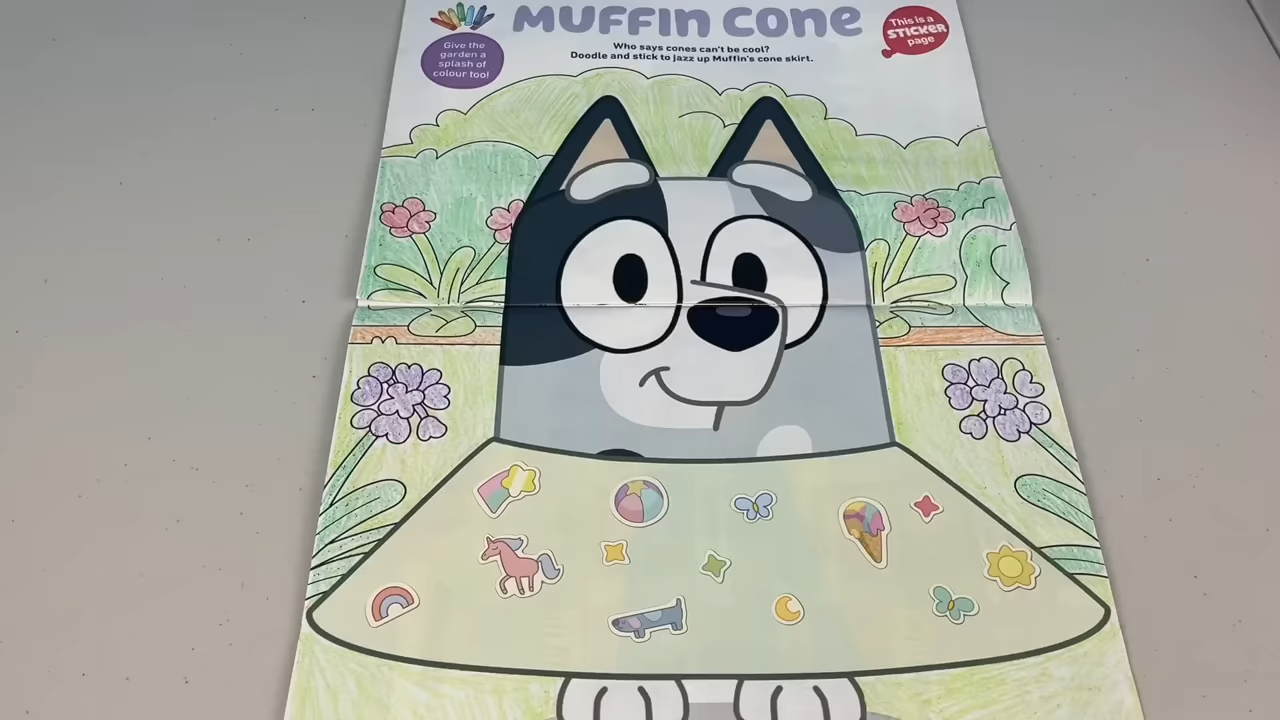 MUFFIN CONE
Give the
garden a
splash of
colour too!
Who says cones can't be cool?
Doodle and stick to jazz up Muffin's cone skirt.
This is a
STICKER
page